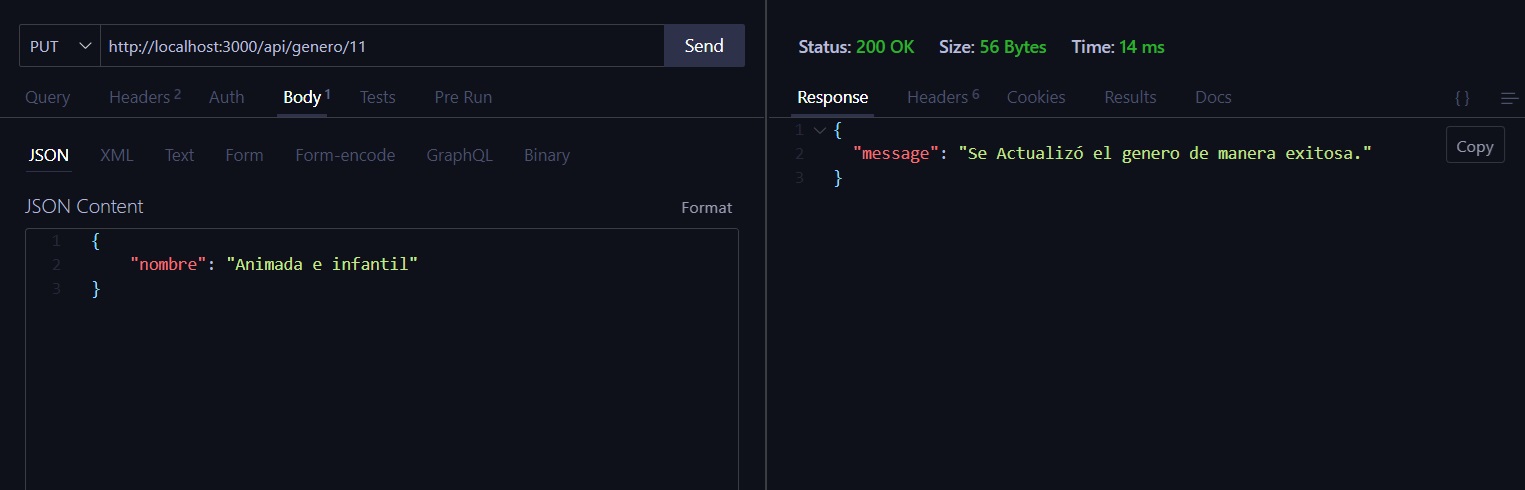 PUT http://localhost:3000/api/genero/11 Send
Query Headers 2 Auth Body 1 Tests Pre Run
JSON XML Text Form Form-encode GraphQL Binary
JSON Content Format
1 {
2 "nombre": "Animada e infantil"
3 }
Status: 200 OK Size: 56 Bytes Time: 14 ms
Response Headers 6 Cookies Results Docs { }
1 {
2 "message": "Se Actualizó el genero de manera exitosa."
3 }
Copy